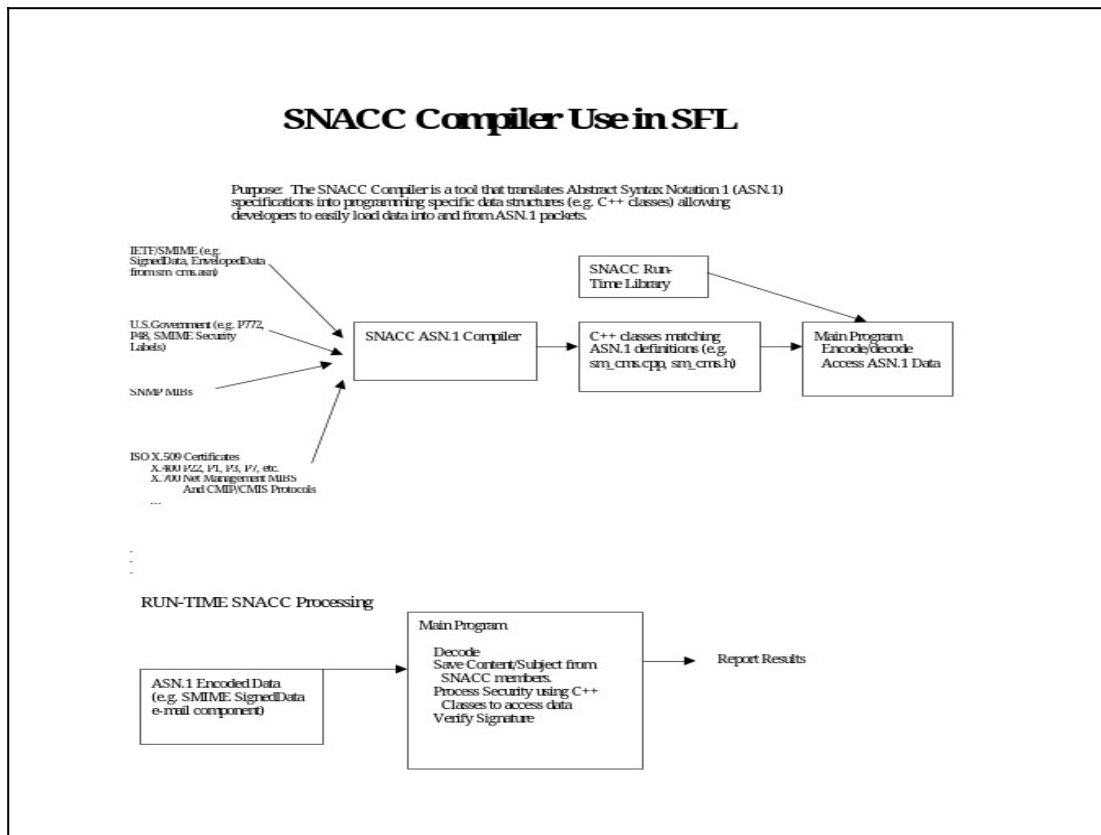 SNACC Compiler Use in SFL
Purpose: The SNACC Compiler is a tool that translates Abstract Syntax Notation 1 (ASN.1)
specifications into programming specific data structures (e.g. C++ classes) allowing
developers to easily load data into and from ASN.1 packets.
IETF/SMIME (e.g.
SignedData, EnvelopedData
from sm_cms.asn)
U.S.Government (e.g. P772,
P48, SMIME Security
Labels)
SNMP MIBs
ISO X.509 Certificates
X.400 P22, P1, P3, P7, etc.
X.700 Net Management MIBS
And CMIP/CMIS Protocols
...
SNACC ASN.1 Compiler
SNACC Run-
Time Library
C++ classes matching
ASN.1 definitions (e.g.
sm_cms.cpp, sm_cms.h)
Main Program
Encode/decode
Access ASN.1 Data
-
-
-
RUN-TIME SNACC Processing
ASN.1 Encoded Data
(e.g. SMIME SignedData
e-mail component)
Main Program
Decode
Save Content/Subject from
SNACC members.
Process Security using C++
Classes to access data
Verify Signature
Report Results